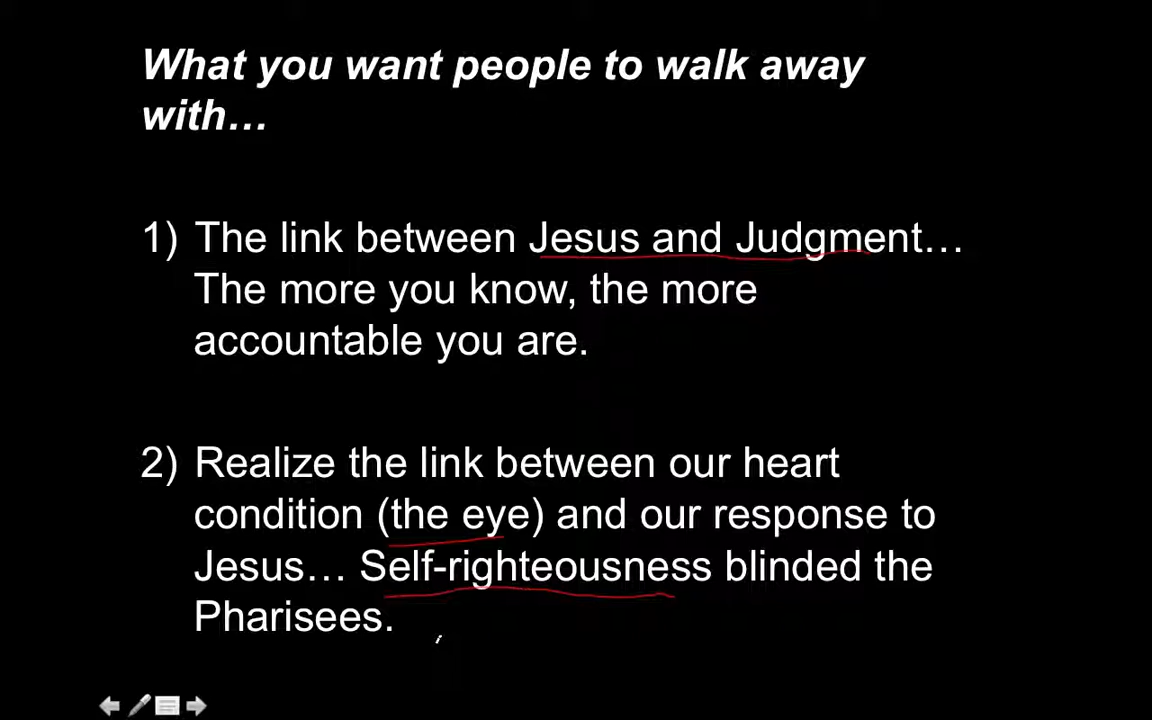 What you want people to walk away
with…
1) The link between Jesus and Judgment…
The more you know, the more
accountable you are.
2) Realize the link between our heart
condition (the eye) and our response to
Jesus… Self-righteousness blinded the
Pharisees.